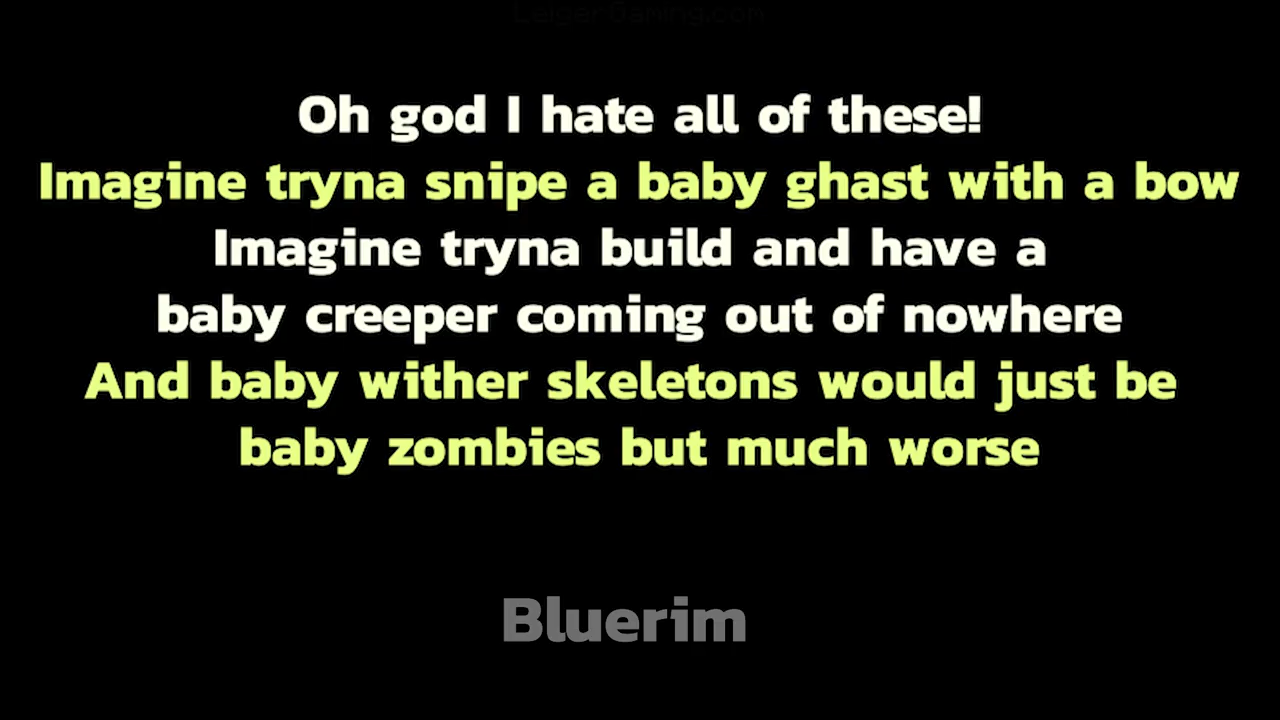 LeigerGaming.com
Oh god I hate all of these!
Imagine tryna snipe a baby ghast with a bow
Imagine tryna build and have a
baby creeper coming out of nowhere
And baby wither skeletons would just be
baby zombies but much worse
Bluerim